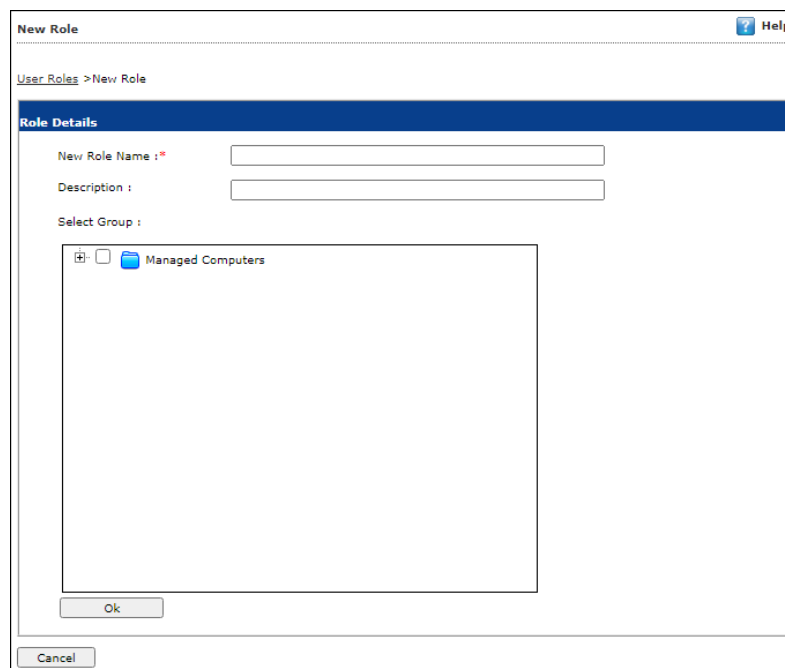 New Role
? Help
User Roles >New Role
Role Details
New Role Name :*
Description :
Select Group :
Managed Computers
Ok
Cancel